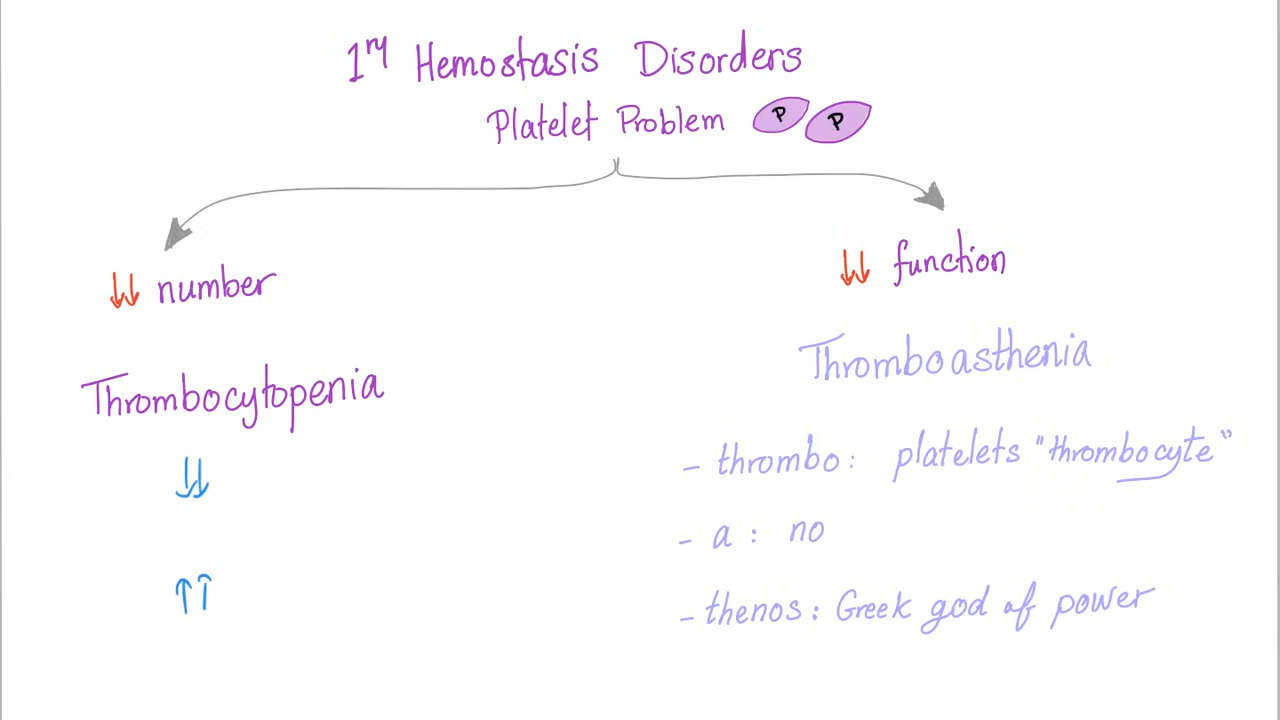 1ry Hemostasis Disorders
Platelet Problem P P
↓↓ number
Thrombocytopenia
↓↓
↑↑
↓↓ function
Thromboasthenia
- thrombo: platelets "thrombocyte"
- a: no
- thenos: Greek god of power